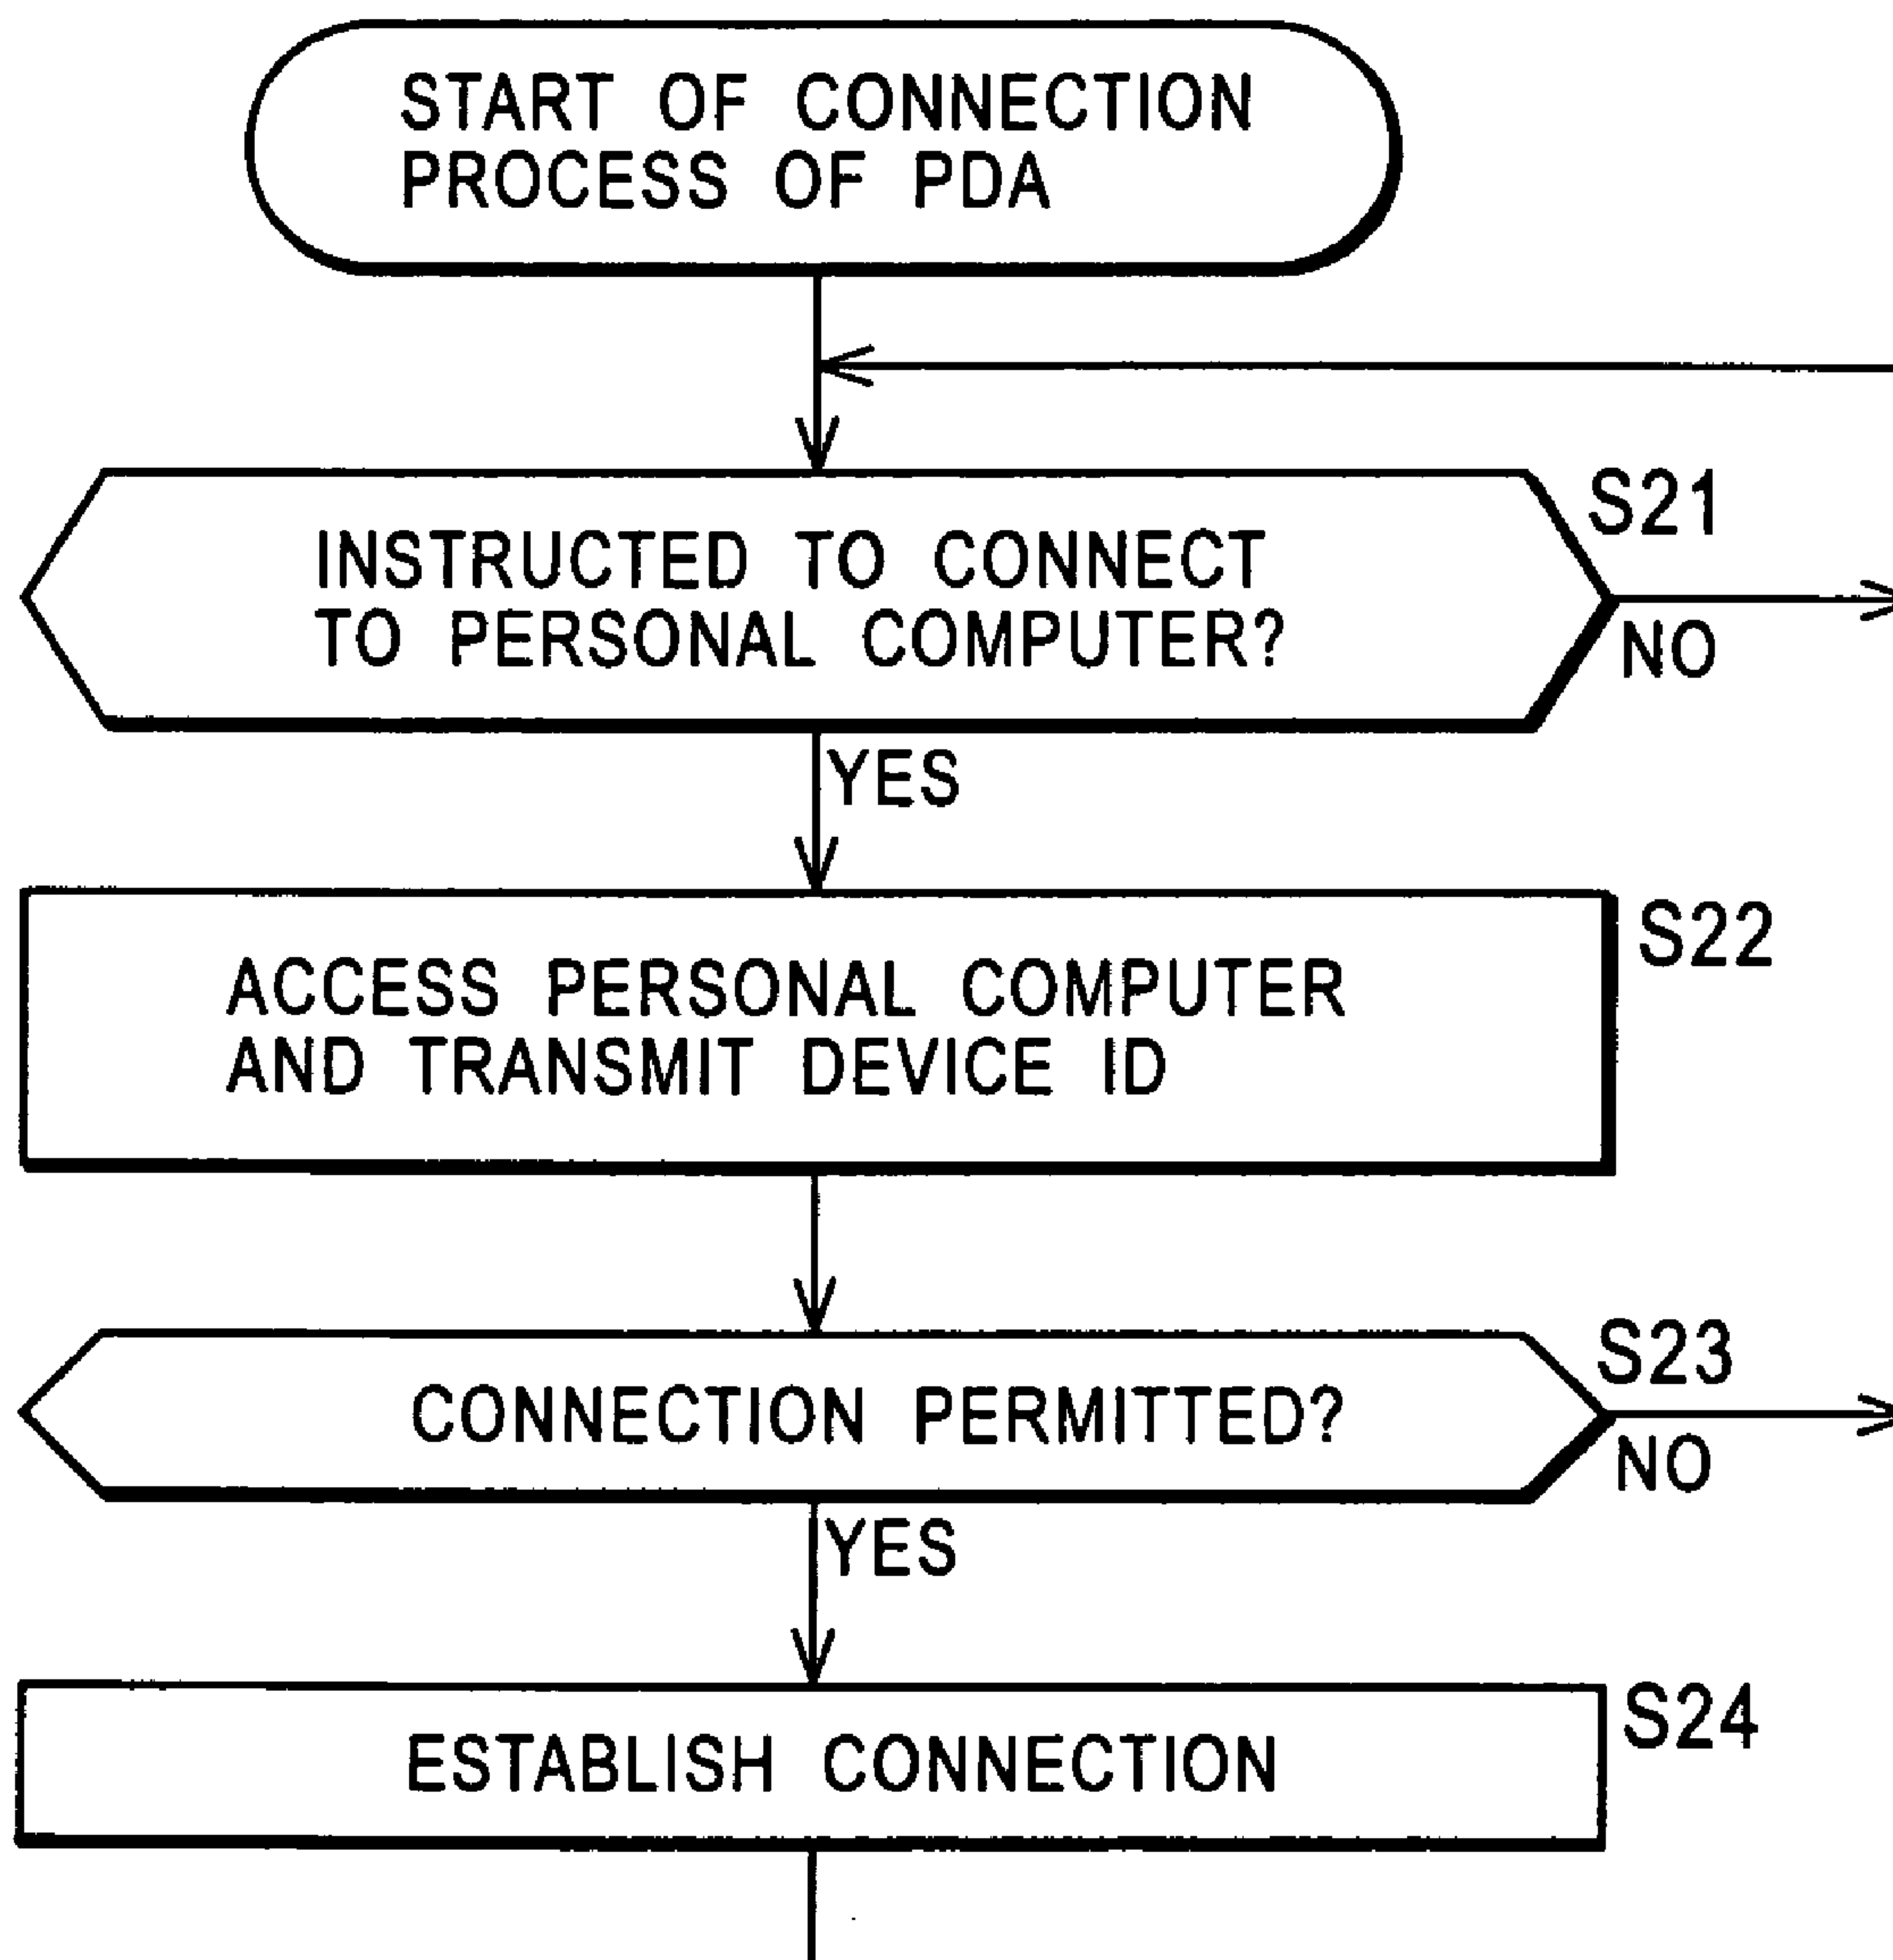 START OF CONNECTION
PROCESS OF PDA
S21
INSTRUCTED TO CONNECT
TO PERSONAL COMPUTER?
NO
YES
S22
ACCESS PERSONAL COMPUTER
AND TRANSMIT DEVICE ID
S23
CONNECTION PERMITTED?
NO
YES
S24
ESTABLISH CONNECTION